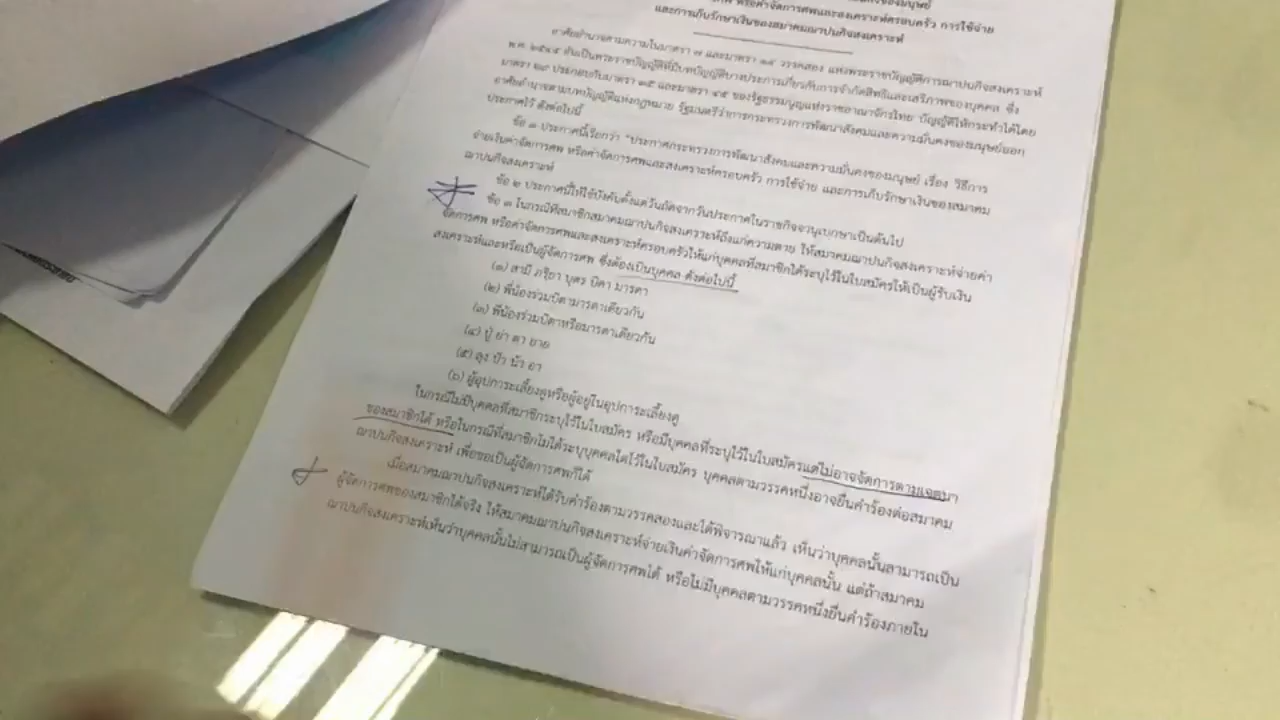 ของมนุษย์
หรือค่าจัดการศพและสงเคราะห์ครอบครัว การใช้จ่าย
และการเก็บรักษาเงินของสมาคมฌาปนกิจสงเคราะห์
อาศัยอำนาจตามความในมาตรา ๗ และมาตรา ๑๙ วรรคสอง แห่งพระราชบัญญัติการฌาปนกิจสงเคราะห์
พ.ศ. ๒๕๔๕ อันเป็นพระราชบัญญัติที่มีบทบัญญัติบางประการเกี่ยวกับการจำกัดสิทธิและเสรีภาพของบุคคล ซึ่ง
มาตรา ๒๙ ประกอบกับมาตรา ๓๕ และมาตรา ๔๕ ของรัฐธรรมนูญแห่งราชอาณาจักรไทย บัญญัติให้กระทำได้โดย
อาศัยอำนาจตามบทบัญญัติแห่งกฎหมาย รัฐมนตรีว่าการกระทรวงการพัฒนาสังคมและความมั่นคงของมนุษย์ออก
ประกาศไว้ ดังต่อไปนี้
ข้อ ๑ ประกาศนี้เรียกว่า "ประกาศกระทรวงการพัฒนาสังคมและความมั่นคงของมนุษย์ เรื่อง วิธีการ
จ่ายเงินค่าจัดการศพ หรือค่าจัดการศพและสงเคราะห์ครอบครัว การใช้จ่าย และการเก็บรักษาเงินของสมาคม
ฌาปนกิจสงเคราะห์
ข้อ ๒ ประกาศนี้ให้ใช้บังคับตั้งแต่วันถัดจากวันประกาศในราชกิจจานุเบกษาเป็นต้นไป
ข้อ ๓ ในกรณีที่สมาชิกสมาคมฌาปนกิจสงเคราะห์ถึงแก่ความตาย ให้สมาคมฌาปนกิจสงเคราะห์จ่ายค่า
จัดการศพ หรือค่าจัดการศพและสงเคราะห์ครอบครัวให้แก่บุคคลที่สมาชิกได้ระบุไว้ในใบสมัครให้เป็นผู้รับเงิน
สงเคราะห์และหรือเป็นผู้จัดการศพ ซึ่งต้องเป็นบุคคล ดังต่อไปนี้
(๑) สามี ภริยา บุตร บิดา มารดา
(๒) พี่น้องร่วมบิดามารดาเดียวกัน
(๓) พี่น้องร่วมบิดาหรือมารดาเดียวกัน
(๔) ปู่ ย่า ตา ยาย
(๕) ลุง ป้า น้า อา
(๖) ผู้อุปการะเลี้ยงดูหรือผู้อยู่ในอุปการะเลี้ยงดู
ในกรณีไม่มีบุคคลที่สมาชิกระบุไว้ในใบสมัคร หรือมีบุคคลที่ระบุไว้ในใบสมัครแต่ไม่อาจจัดการตามเจตนา
ของสมาชิกได้ หรือในกรณีที่สมาชิกไม่ได้ระบุบุคคลใดไว้ในใบสมัคร บุคคลตามวรรคหนึ่งอาจยื่นคำร้องต่อสมาคม
ฌาปนกิจสงเคราะห์ เพื่อขอเป็นผู้จัดการศพก็ได้
เมื่อสมาคมฌาปนกิจสงเคราะห์ได้รับคำร้องตามวรรคสองและได้พิจารณาแล้ว เห็นว่าบุคคลนั้นสามารถเป็น
ผู้จัดการศพของสมาชิกได้จริง ให้สมาคมฌาปนกิจสงเคราะห์จ่ายเงินค่าจัดการศพให้แก่บุคคลนั้น แต่ถ้าสมาคม
ฌาปนกิจสงเคราะห์เห็นว่าบุคคลนั้นไม่สามารถเป็นผู้จัดการศพได้ หรือไม่มีบุคคลตามวรรคหนึ่งยื่นคำร้องภายใน